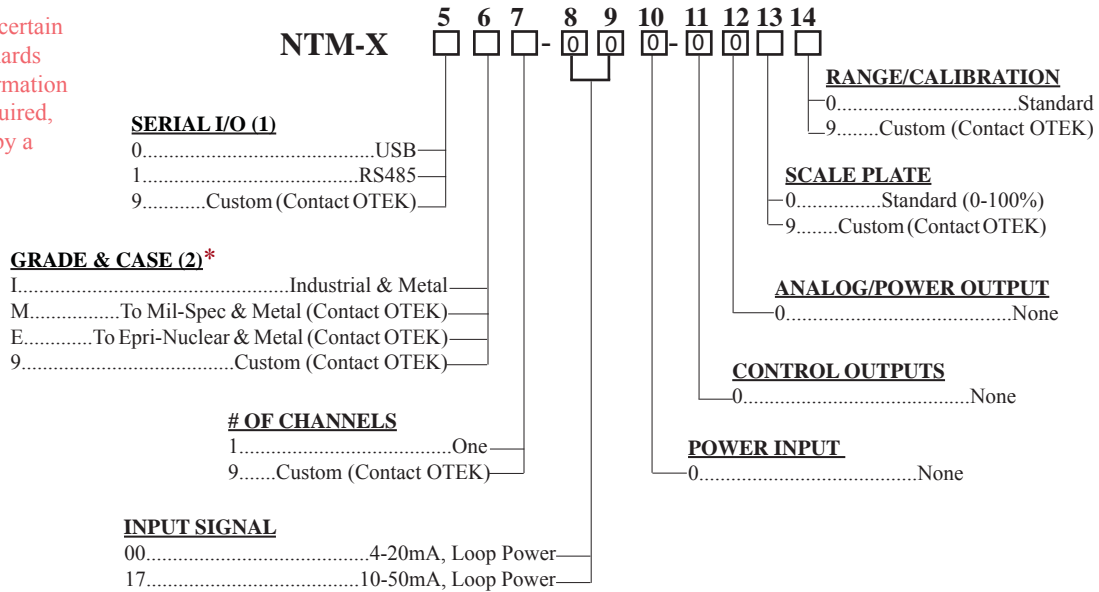 certain
ards
rmation
uired,
by a
5 6 7 8 9 10 11 12 13 14
NTM-X - 0 0 0 - 0 0
SERIAL I/O (1)
0.........................................USB
1......................................RS485
9............Custom (Contact OTEK)
GRADE & CASE (2)*
I................................................Industrial & Metal
M................To Mil-Spec & Metal (Contact OTEK)
E.............To Epri-Nuclear & Metal (Contact OTEK)
9......................................Custom (Contact OTEK)
# OF CHANNELS
1.......................................One
9.......Custom (Contact OTEK)
INPUT SIGNAL
00.......................................4-20mA, Loop Power
17.....................................10-50mA, Loop Power
RANGE/CALIBRATION
0................................Standard
9........Custom (Contact OTEK)
SCALE PLATE
0...............Standard (0-100%)
9........Custom (Contact OTEK)
ANALOG/POWER OUTPUT
0.........................................None
CONTROL OUTPUTS
0.........................................None
POWER INPUT
0.......................................None